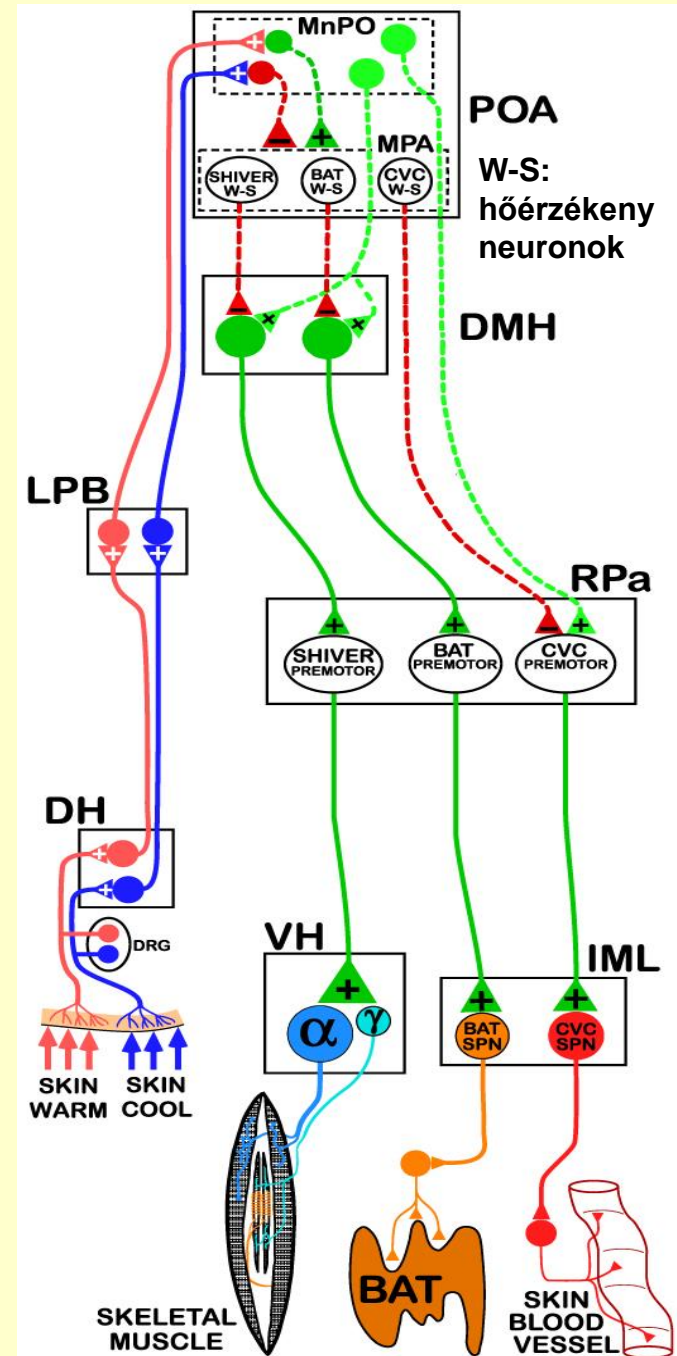 MnPO
+
+
POA
−
+
MPA
SHIVER
W-S
BAT
W-S
CVC
W-S
W-S:
hőérzékeny
neuronok
−
+
−
+
DMH
LPB
+
+
RPa
+
+
−
+
SHIVER
PREMOTOR
BAT
PREMOTOR
CVC
PREMOTOR
DH
+
+
DRG
SKIN
WARM
SKIN
COOL
VH
+
α
γ
IML
+
+
BAT
SPN
CVC
SPN
SKELETAL
MUSCLE
BAT
SKIN
BLOOD
VESSEL